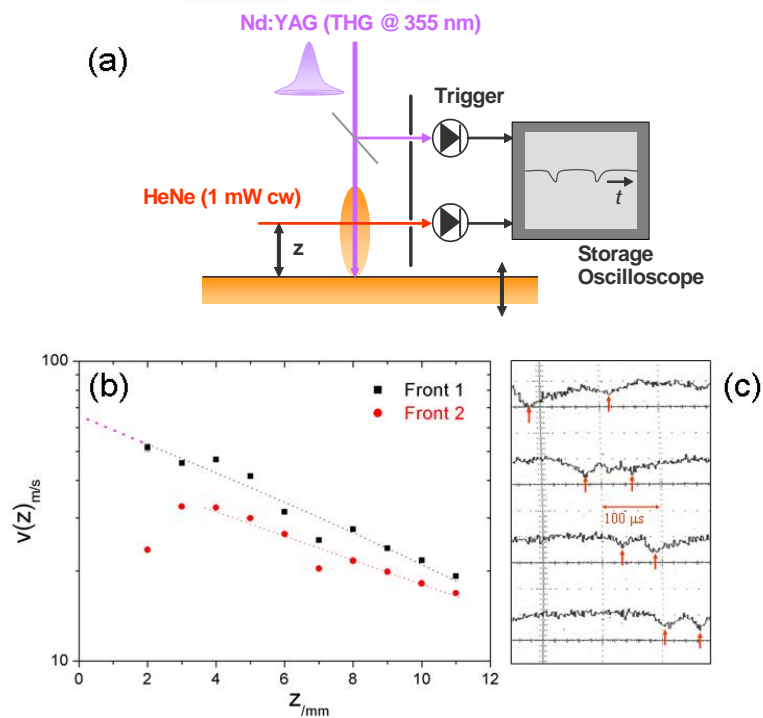 Nd:YAG (THG @ 355 nm)
(a)
Trigger
HeNe (1 mW cw)
z
t
Storage
Oscilloscope
(b)
100
10
v(z) m/s
Front 1
Front 2
0 2 4 6 8 10 12
z /mm
(c)
100 µs